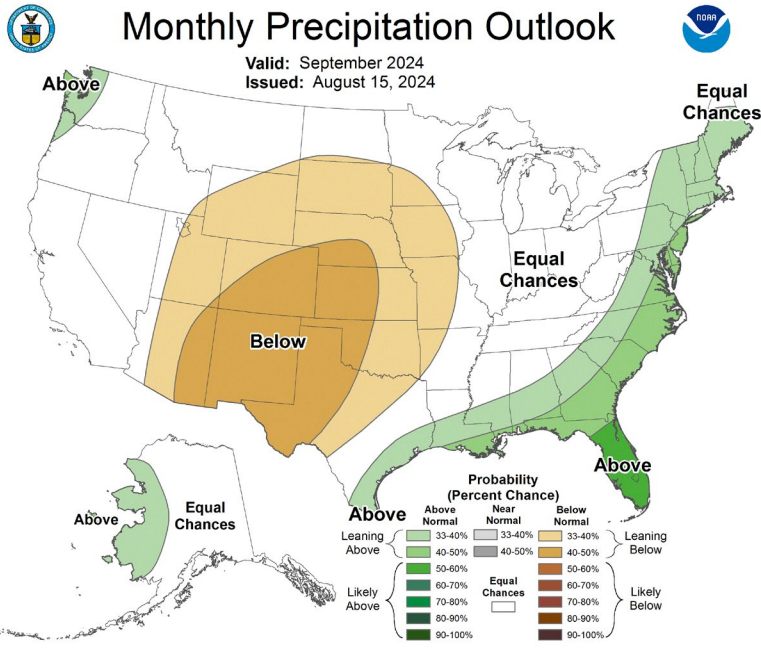 Monthly Precipitation Outlook
Valid: September 2024
Issued: August 15, 2024
NOAA
Above
Equal
Chances
Equal
Chances
Below
Above
Above
Equal
Chances
Above
Probability
(Percent Chance)
Above
Normal
Near
Normal
Below
Normal
Leaning
Above
33-40%
33-40%
33-40%
Leaning
Below
40-50%
40-50%
40-50%
50-60%
50-60%
60-70%
60-70%
Equal
Chances
Likely
Above
70-80%
70-80%
Likely
Below
80-90%
80-90%
90-100%
90-100%